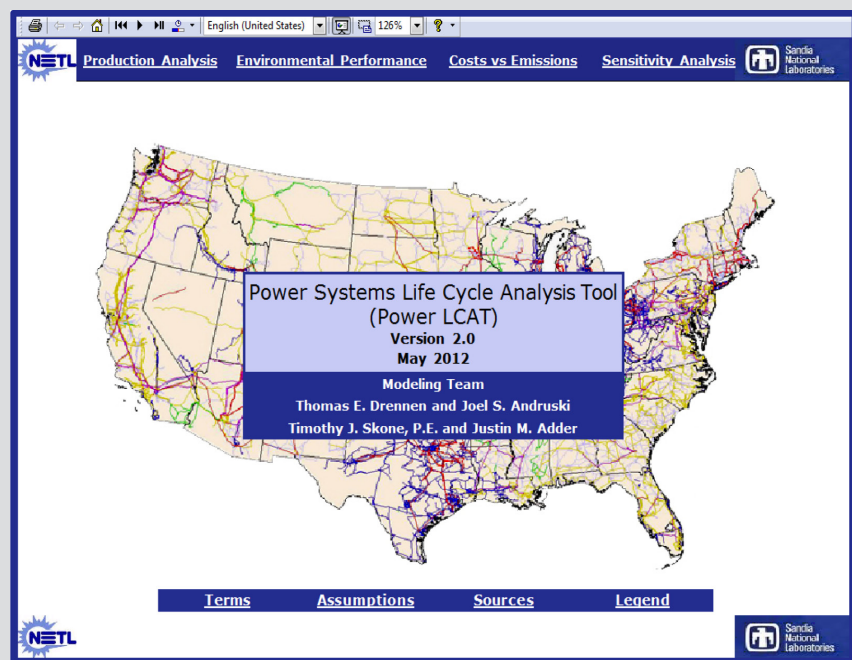 English (United States) 126%
NETL Production Analysis Environmental Performance Costs vs Emissions Sensitivity Analysis Sandia National Laboratories
Power Systems Life Cycle Analysis Tool
(Power LCAT)
Version 2.0
May 2012
Modeling Team
Thomas E. Drennen and Joel S. Andruski
Timothy J. Skone, P.E. and Justin M. Adder
Terms Assumptions Sources Legend
NETL Sandia National Laboratories